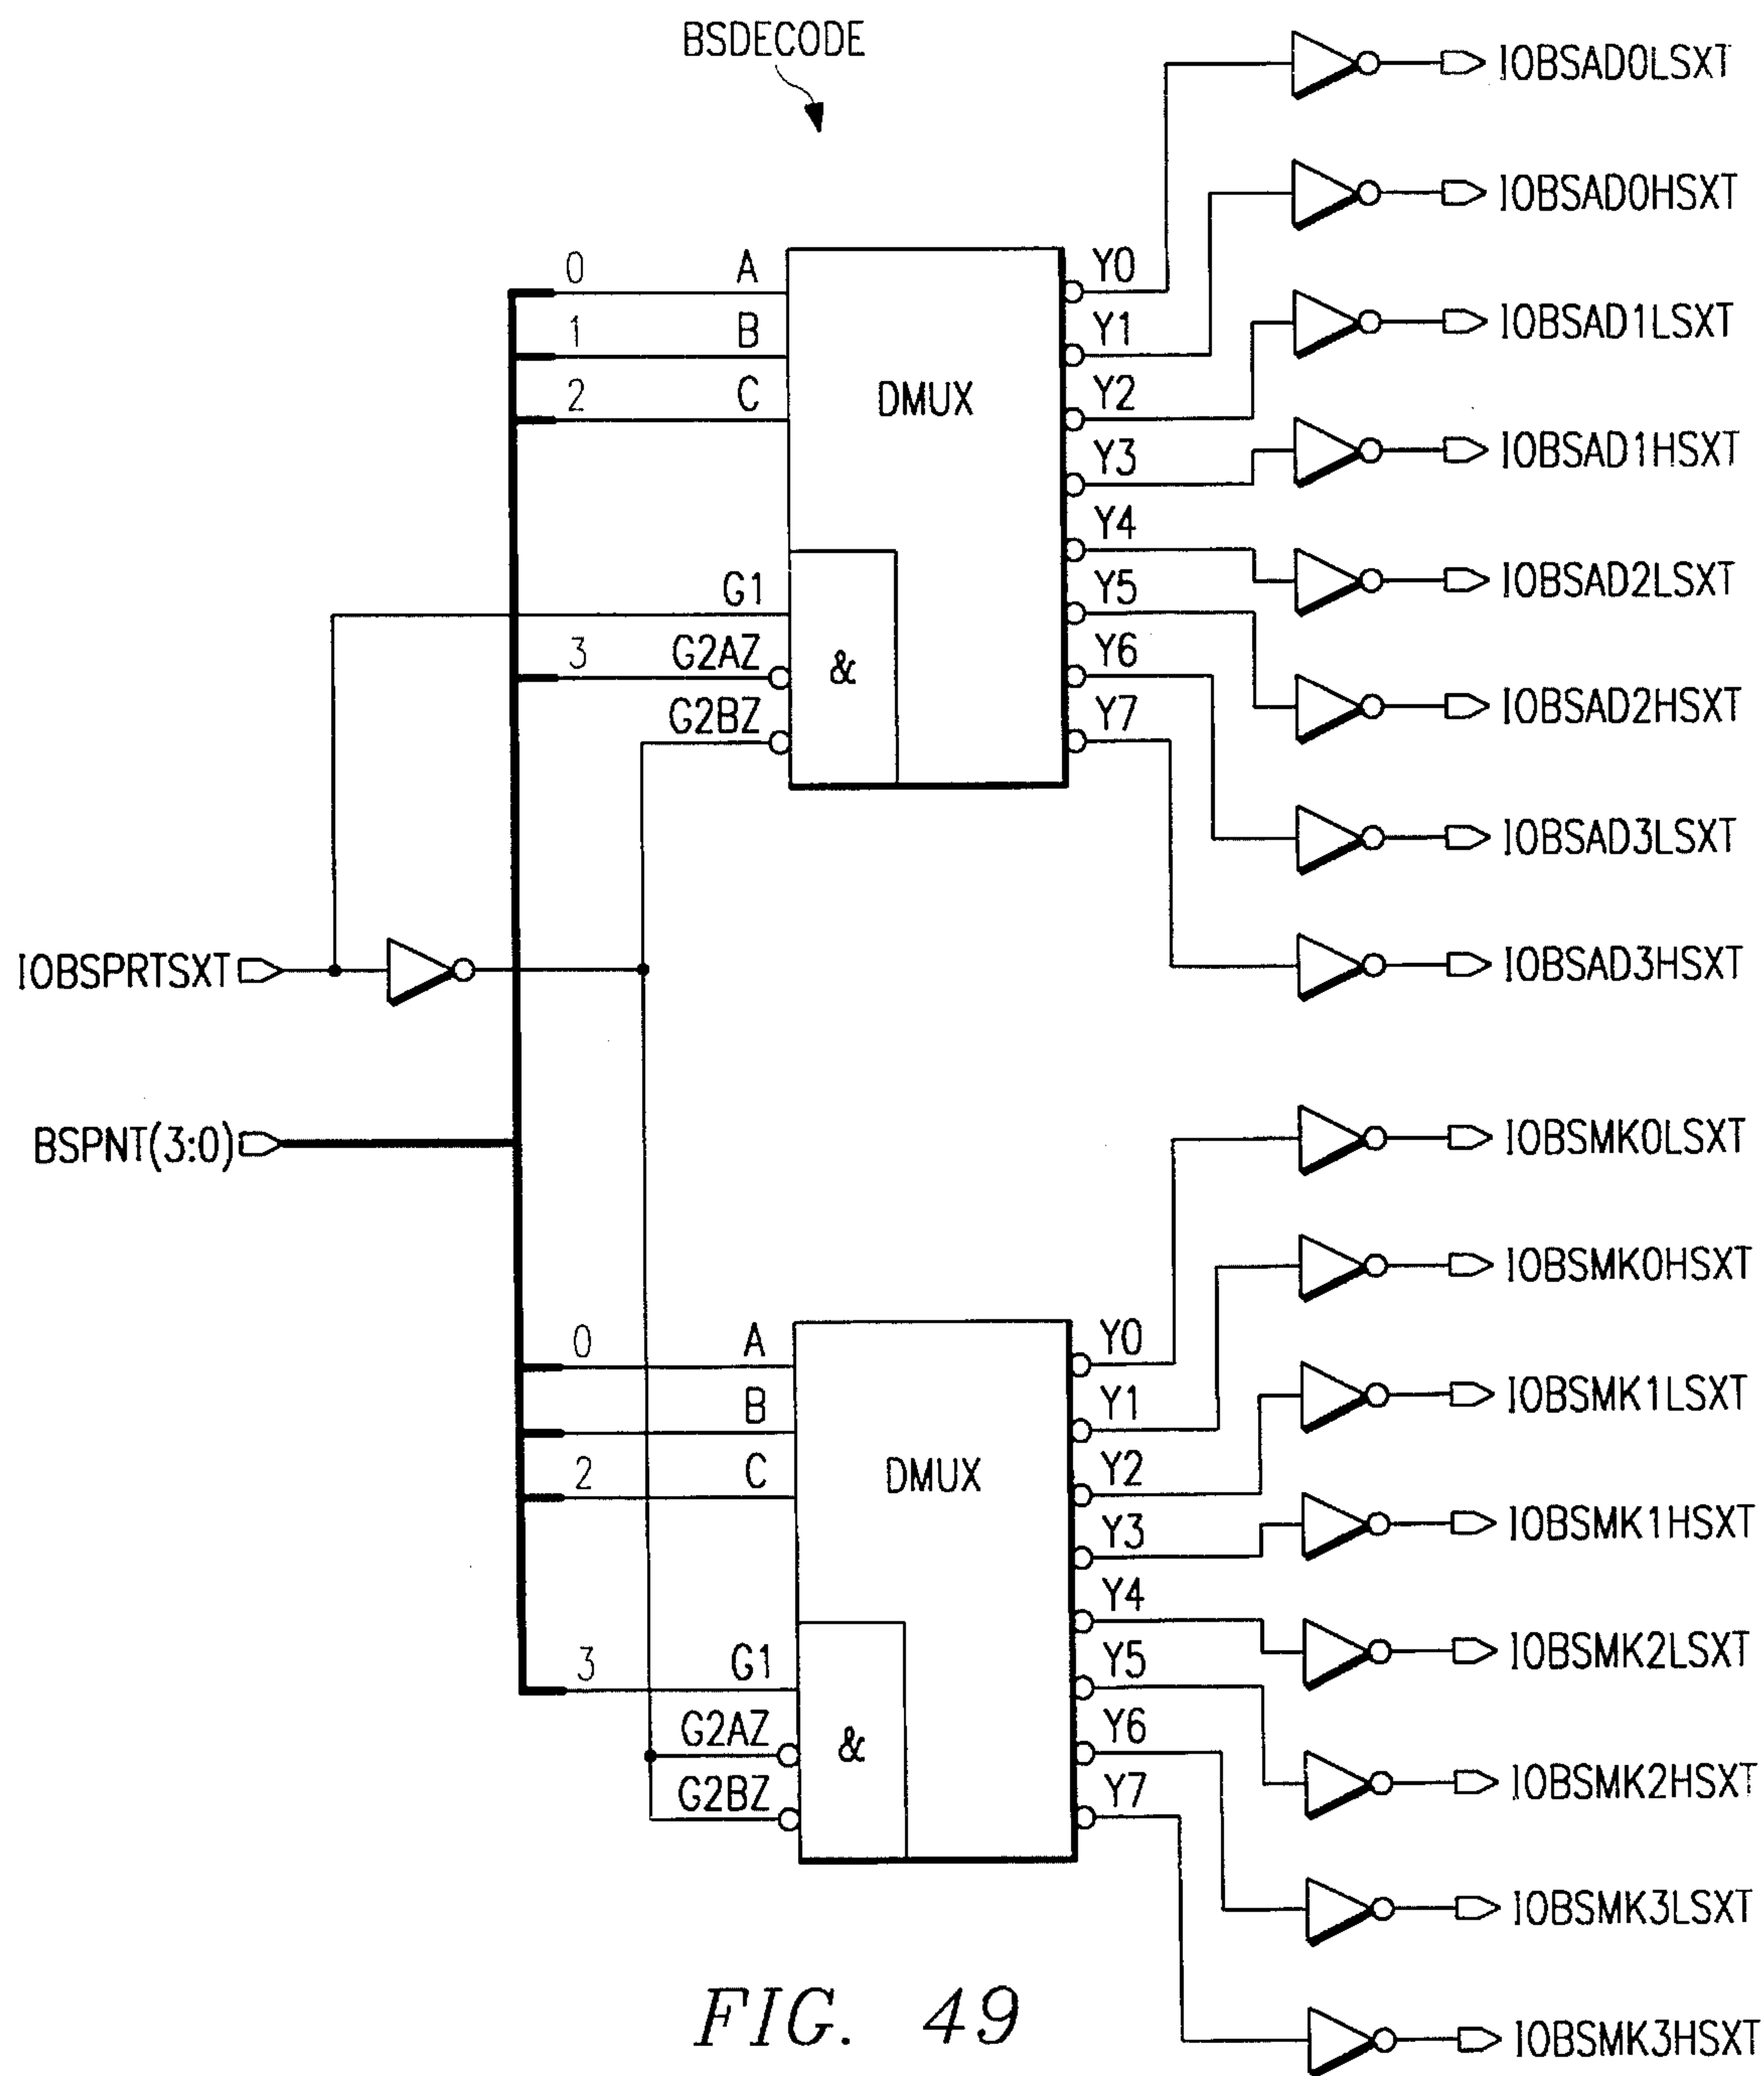 BSDECODE
IOBSAD0LSXT
IOBSAD0HSXT
IOBSAD1LSXT
IOBSAD1HSXT
IOBSAD2LSXT
IOBSAD2HSXT
IOBSAD3LSXT
IOBSAD3HSXT
0 A
1 B
2 C
DMUX
G1
3 G2AZ
G2BZ
&
Y0
Y1
Y2
Y3
Y4
Y5
Y6
Y7
IOBSPRTSXT
BSPNT(3:0)
IOBSMK0LSXT
IOBSMK0HSXT
IOBSMK1LSXT
IOBSMK1HSXT
IOBSMK2LSXT
IOBSMK2HSXT
IOBSMK3LSXT
IOBSMK3HSXT
0 A
B
2 C
DMUX
3 G1
G2AZ
G2BZ
&
Y0
Y1
Y2
Y3
Y4
Y5
Y6
Y7
FIG. 49